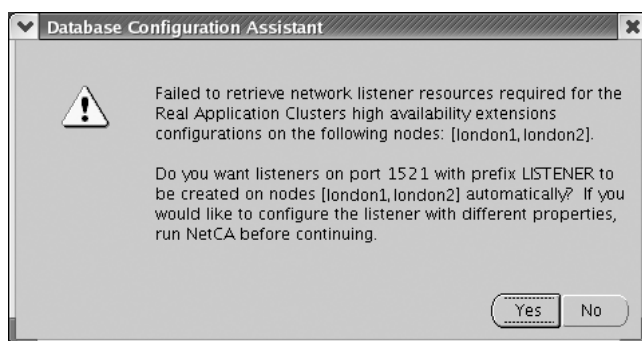 Database Configuration Assistant
Failed to retrieve network listener resources required for the
Real Application Clusters high availability extensions
configurations on the following nodes: [london1,london2].
Do you want listeners on port 1521 with prefix LISTENER to
be created on nodes [london1,london2] automatically? If you
would like to configure the listener with different properties,
run NetCA before continuing.
Yes
No